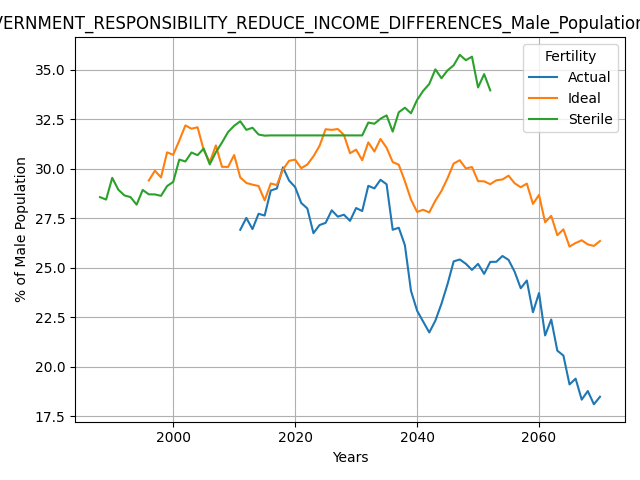 VERNMENT_RESPONSIBILITY_REDUCE_INCOME_DIFFERENCES_Male_Population
Fertility
Actual
Ideal
Sterile
% of Male Population
35.0
32.5
30.0
27.5
25.0
22.5
20.0
17.5
2000
2020
2040
2060
Years